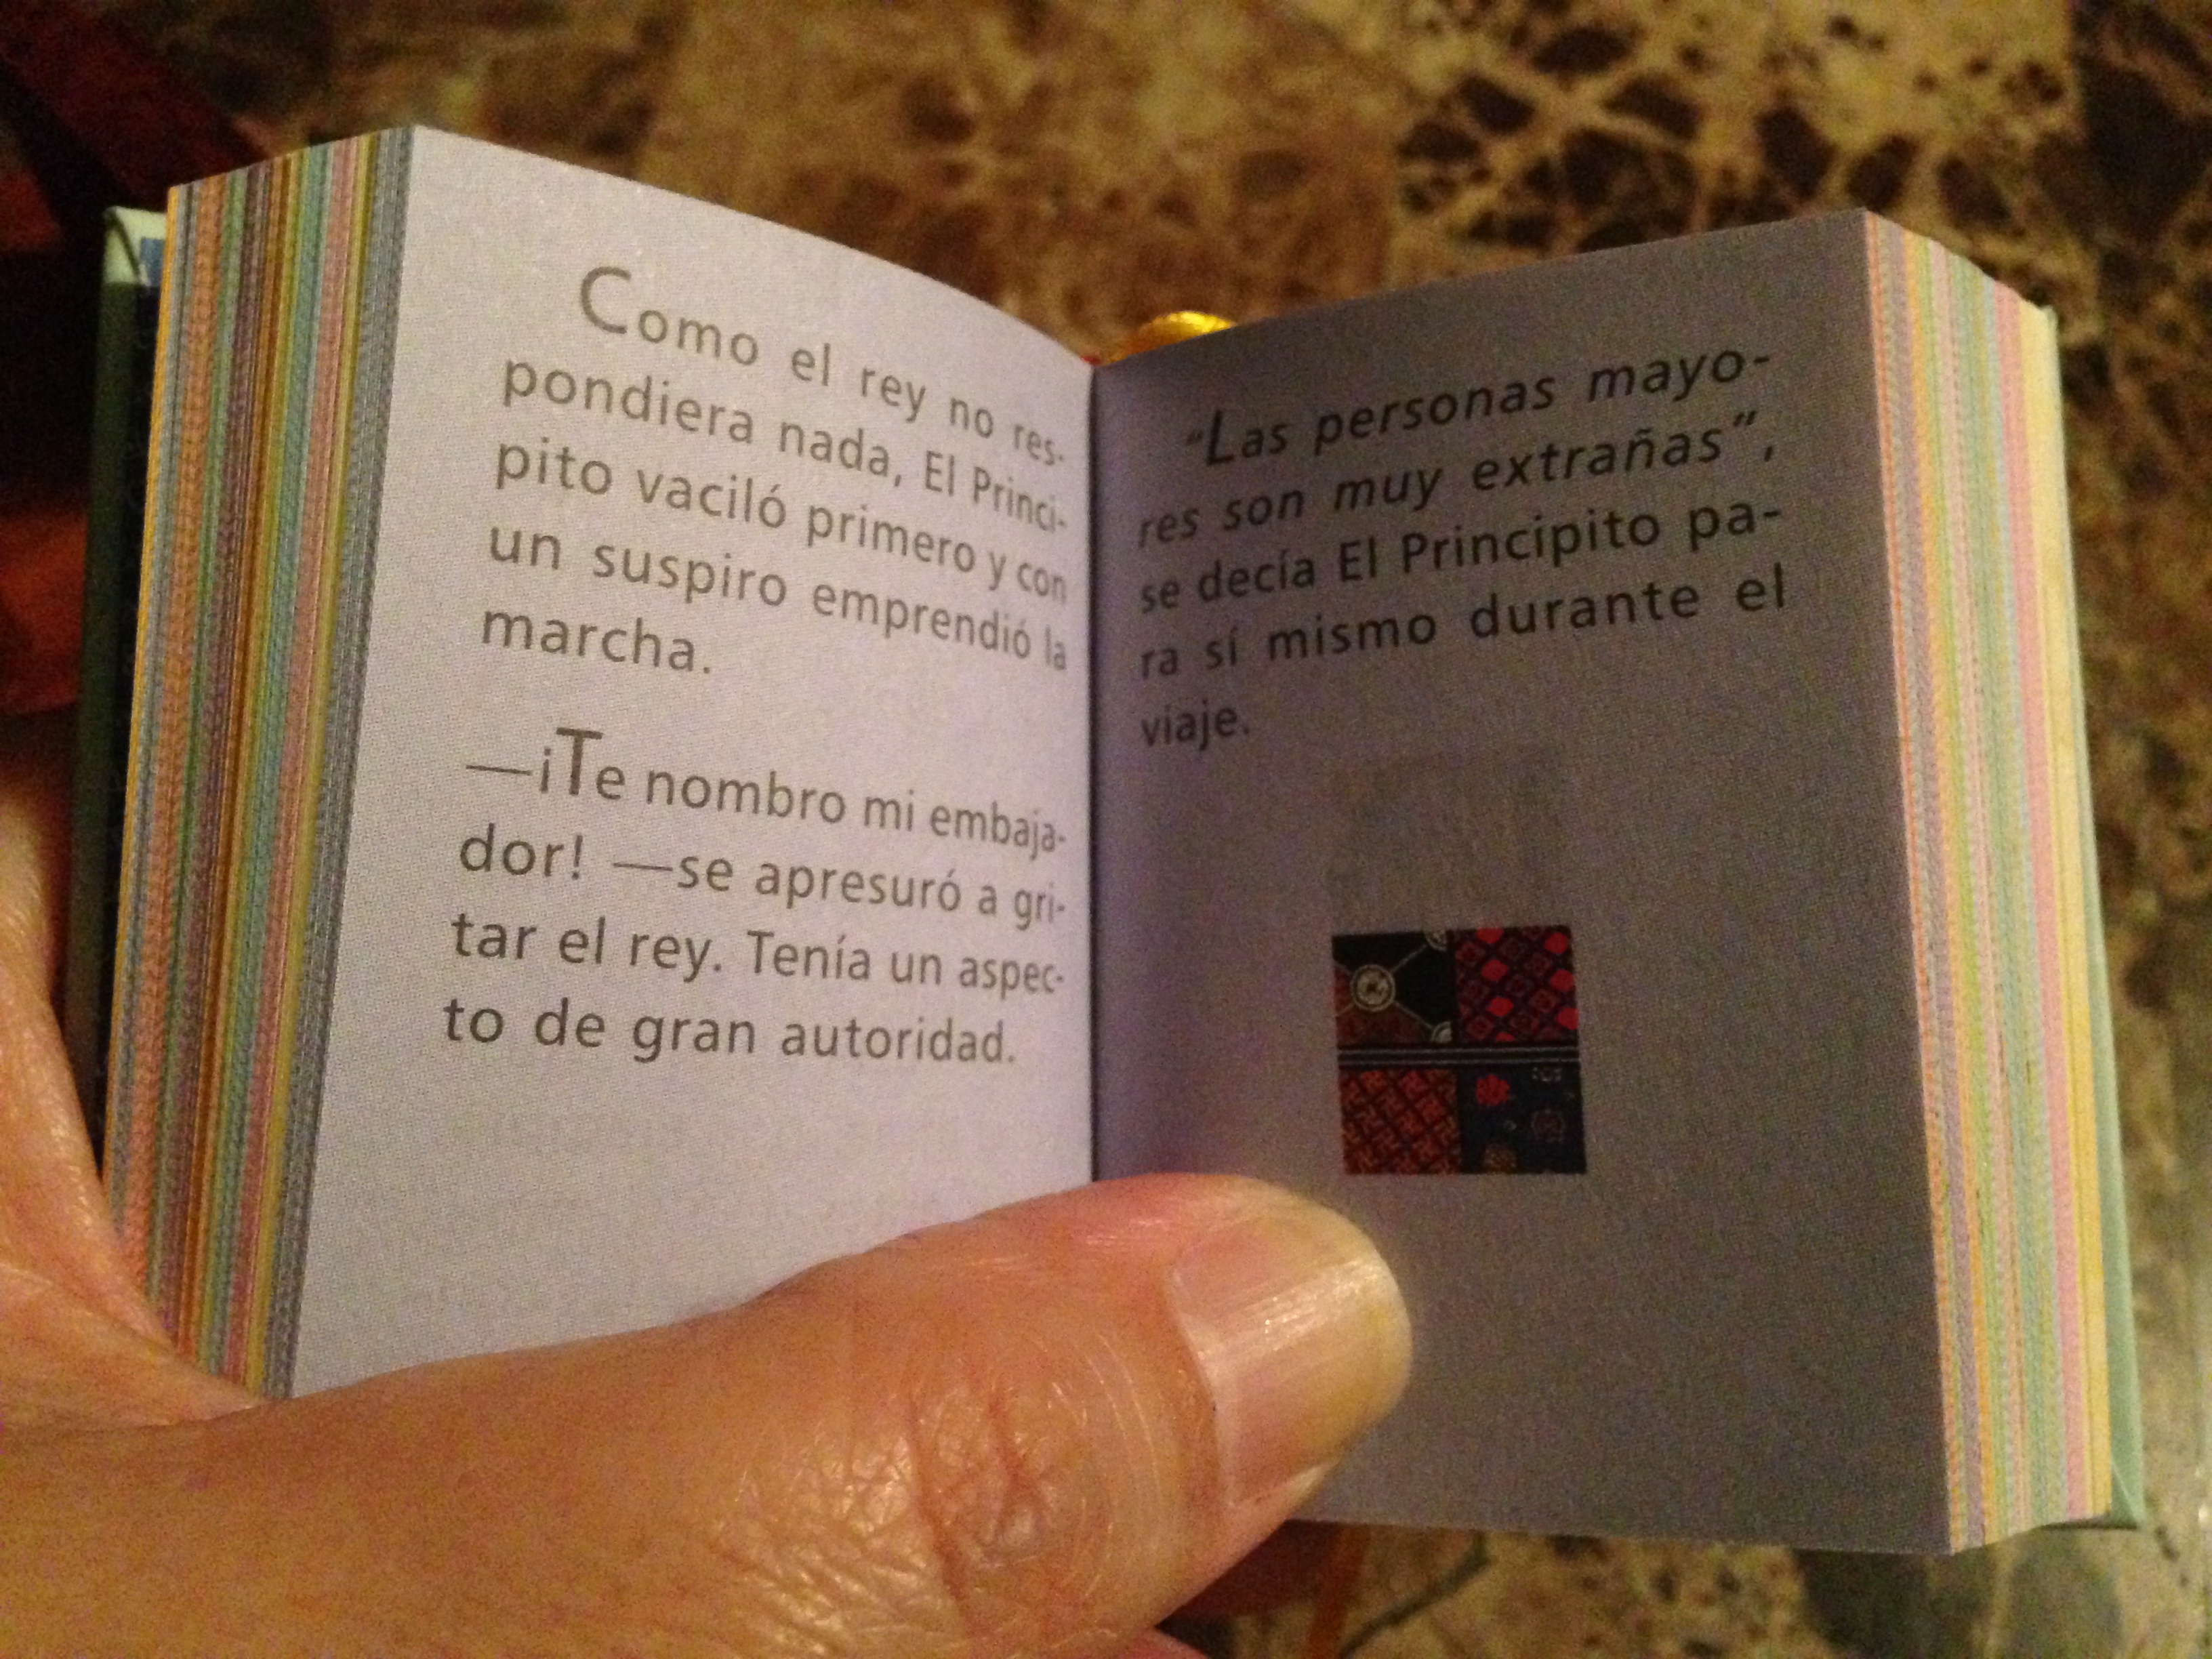 Como el rey no res-
pondiera nada, El Princi-
pito vaciló primero y con
un suspiro emprendió la
marcha.
—¡Te nombro mi embaja-
dor! —se apresuró a gri-
tar el rey. Tenía un aspec-
to de gran autoridad.
"Las personas mayo-
res son muy extrañas",
se decía El Principito pa-
ra sí mismo durante el
viaje.